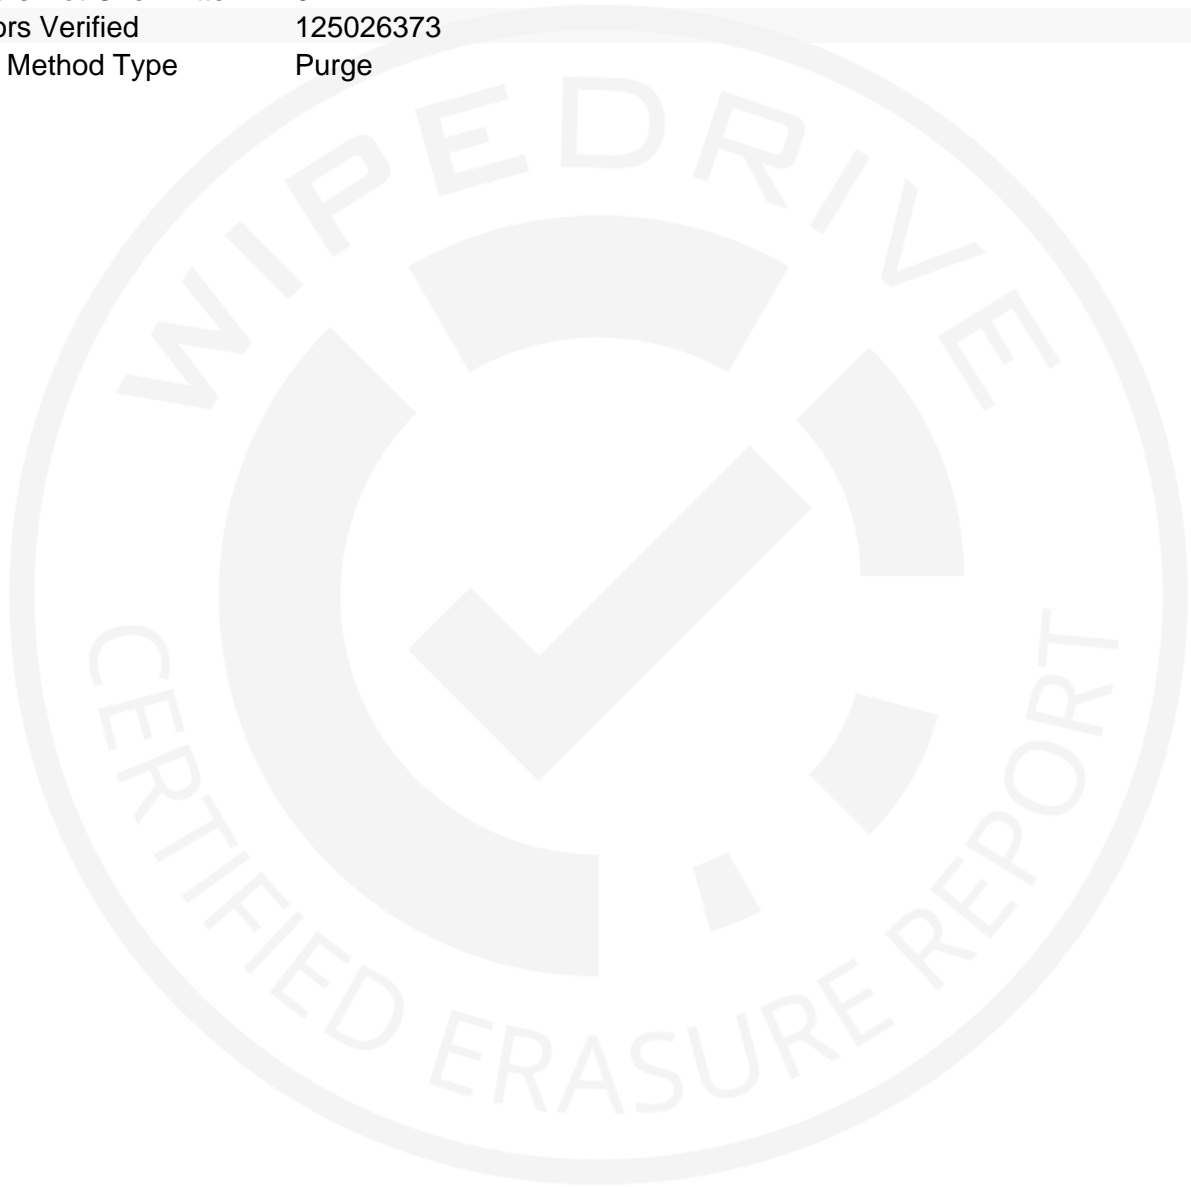 ors Verified 125026373
Method Type Purge
WIPEDRIVE
CERTIFIED ERASURE REPORT